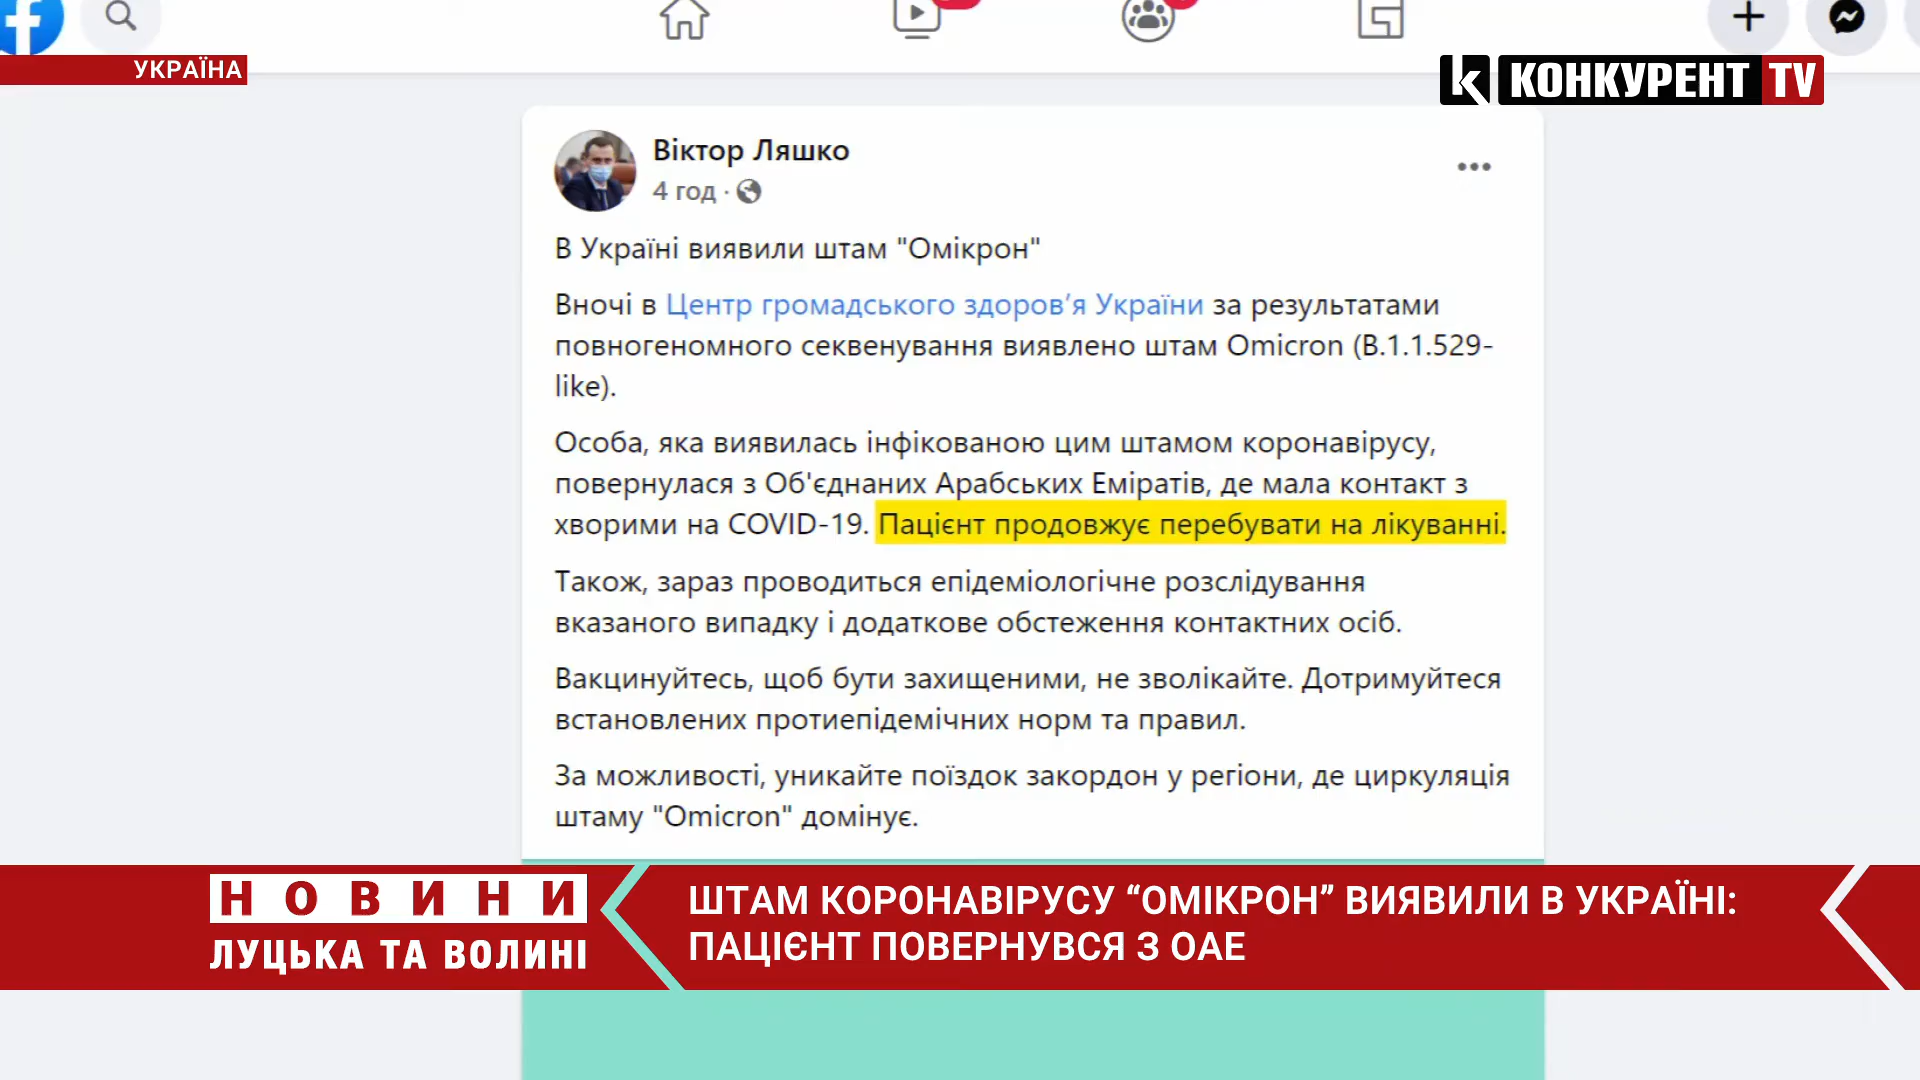 УКРАЇНА
КОНКУРЕНТ TV
Віктор Ляшко
4 год ·
В Україні виявили штам "Омікрон"
Вночі в Центр громадського здоров’я України за результатами
повногеномного секвенування виявлено штам Omicron (B.1.1.529-
like).
Особа, яка виявилась інфікованою цим штамом коронавірусу,
повернулася з Об'єднаних Арабських Еміратів, де мала контакт з
хворими на COVID-19. Пацієнт продовжує перебувати на лікуванні.
Також, зараз проводиться епідеміологічне розслідування
вказаного випадку і додаткове обстеження контактних осіб.
Вакцинуйтесь, щоб бути захищеними, не зволікайте. Дотримуйтеся
встановлених протиепідемічних норм та правил.
За можливості, уникайте поїздок закордон у регіони, де циркуляція
штаму "Omicron" домінує.
НОВИНИ
ЛУЦЬКА ТА ВОЛИНІ
ШТАМ КОРОНАВІРУСУ “ОМІКРОН” ВИЯВИЛИ В УКРАЇНІ:
ПАЦІЄНТ ПОВЕРНУВСЯ З ОАЕ